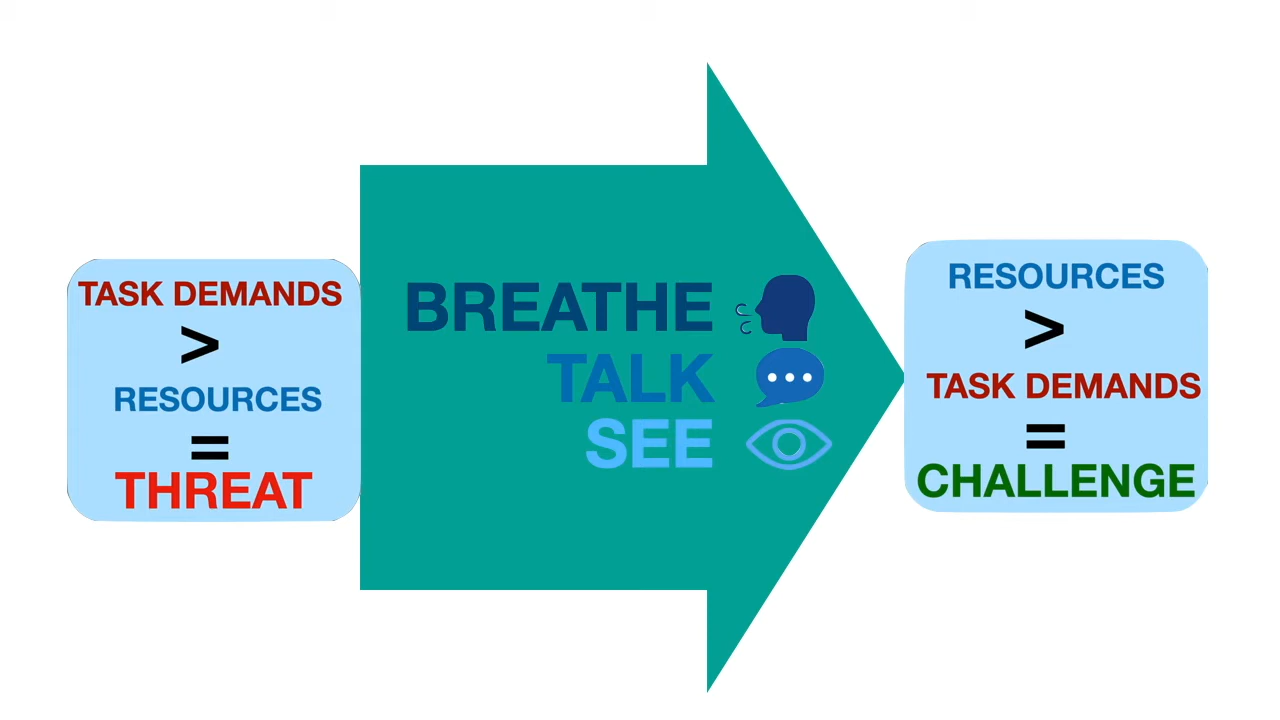 TASK DEMANDS
>
RESOURCES
=
THREAT
BREATHE
TALK
SEE
RESOURCES
>
TASK DEMANDS
=
CHALLENGE